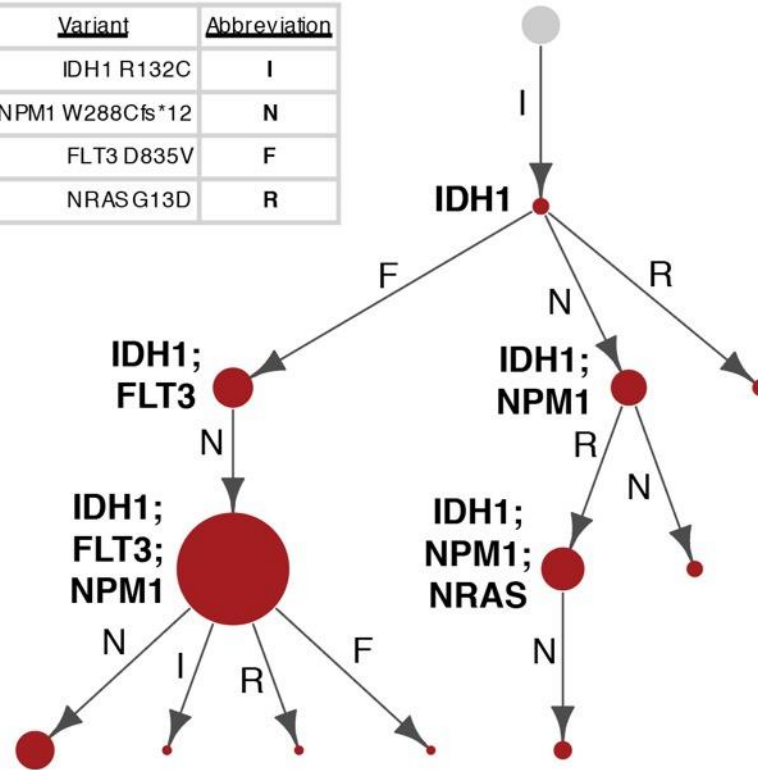 Variant Abbreviation
IDH1 R132C I
NPM1 W288Cfs*12 N
FLT3 D835V F
NRAS G13D R
I
IDH1
F
N
R
IDH1;
FLT3
IDH1;
NPM1
N
R
N
IDH1;
FLT3;
NPM1
IDH1;
NPM1;
NRAS
N
I
R
F
N